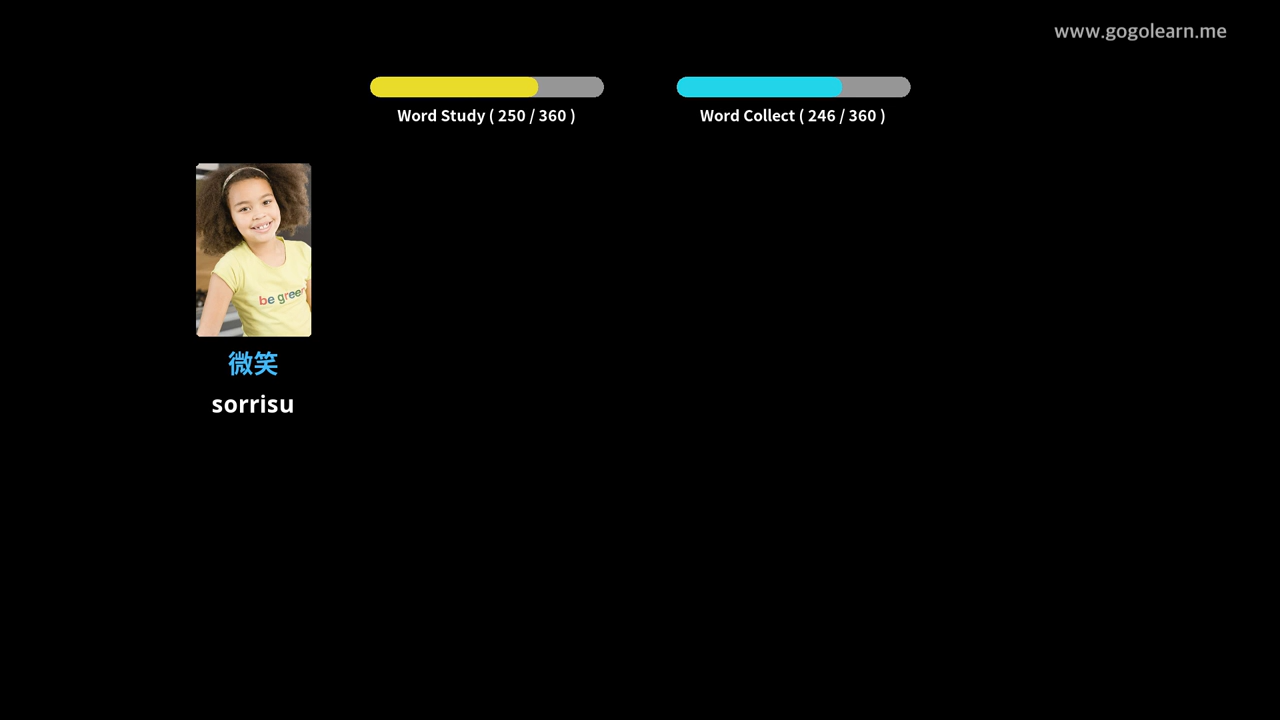 www.gogolearn.me
Word Study ( 250 / 360 )
Word Collect ( 246 / 360 )
be green
微笑
sorrisu